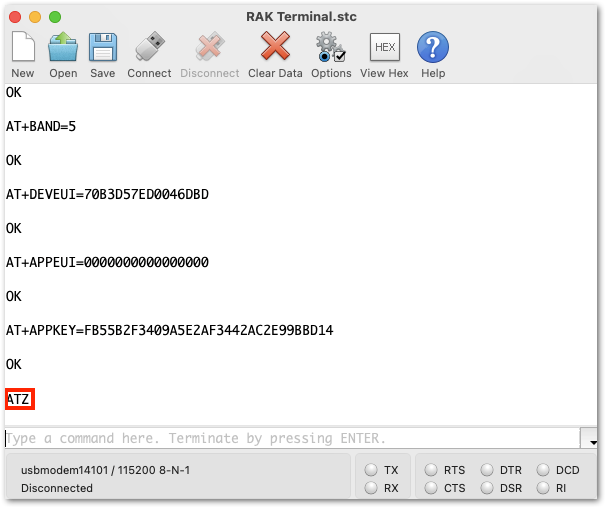 RAK Terminal.stc
New Open Save Connect Disconnect Clear Data Options HEX View Hex ? Help
OK
AT+BAND=5
OK
AT+DEVEUI=70B3D57ED0046DBD
OK
AT+APPEUI=0000000000000000
OK
AT+APPKEY=FB55B2F3409A5E2AF3442AC2E99BBD14
OK
ATZ
Type a command here. Terminate by pressing ENTER.
usbmodem14101 / 115200 8-N-1 TX RTS DTR DCD
Disconnected RX CTS DSR RI